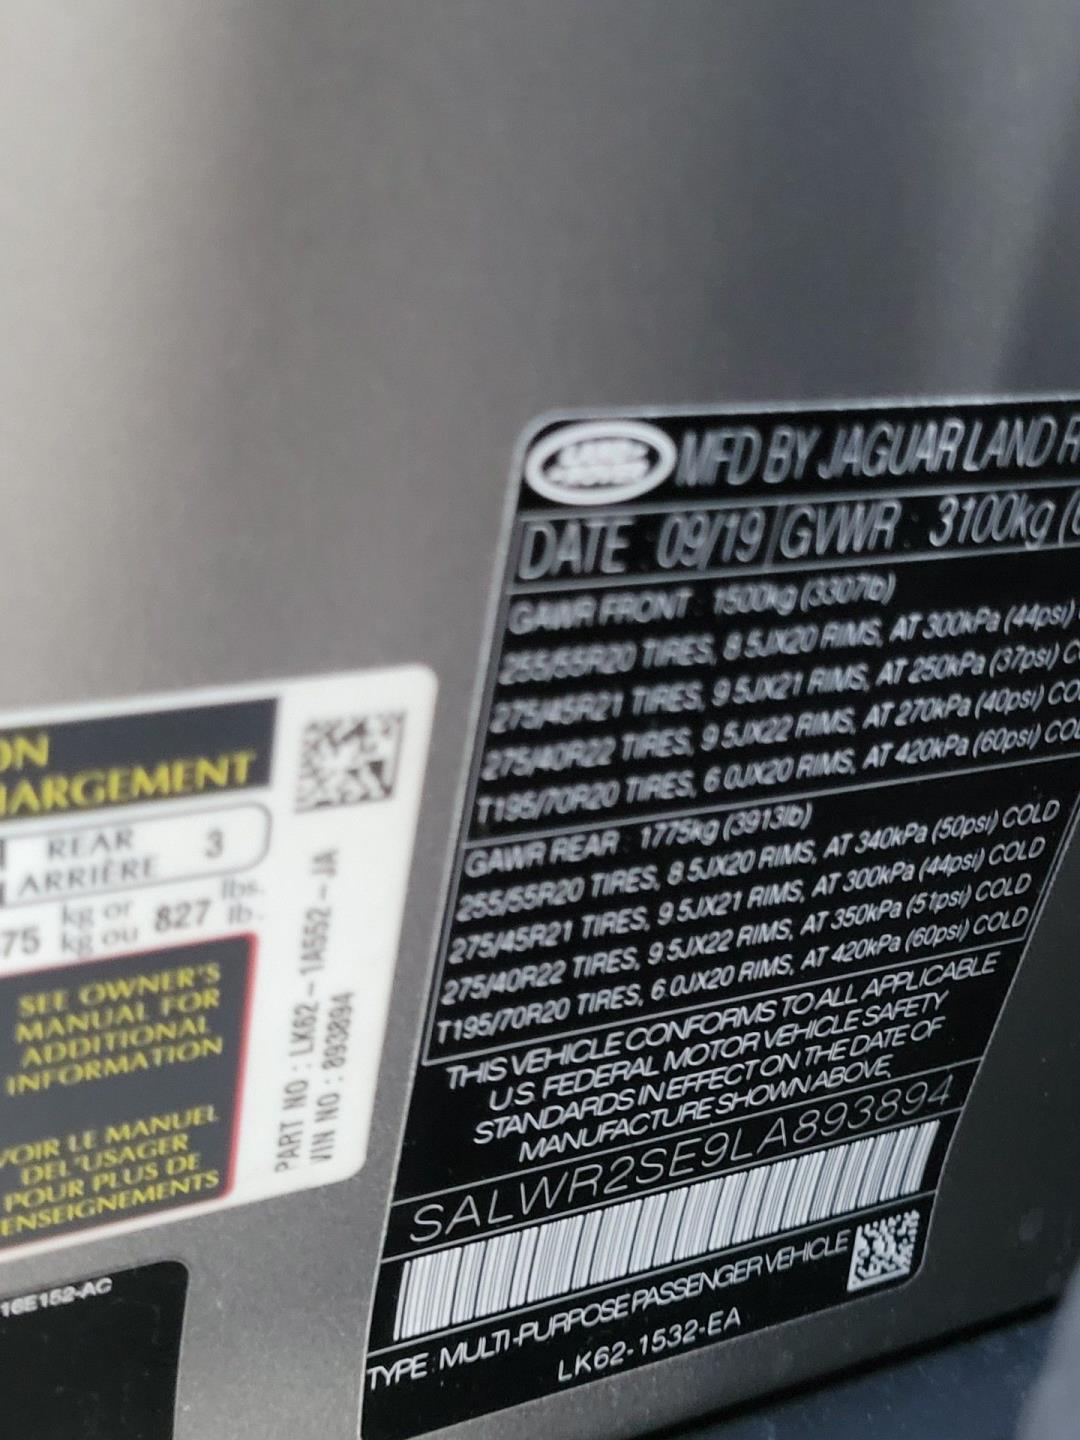 ON
HARGEMENT
REAR 3
ARRIÈRE
75 kg or 827 lbs.
kg ou lb.
SEE OWNER'S
MANUAL FOR
ADDITIONAL
INFORMATION
VOIR LE MANUEL
DEL'USAGER
POUR PLUS DE
ENSEIGNEMENTS
PART NO : LK62-1A552-JA
VIN NO : 893894
16E152-AC
LAND ROVER
MFD BY JAGUAR LAND R
DATE : 09/19 GVWR : 3100kg (
GAWR FRONT : 1500kg (3307lb)
255/55R20 TIRES, 8.5JX20 RIMS, AT 300kPa (44psi)
275/45R21 TIRES, 9.5JX21 RIMS, AT 250kPa (37psi) C
275/40R22 TIRES, 9.5JX22 RIMS, AT 270kPa (40psi) CO
T195/70R20 TIRES, 6.0JX20 RIMS, AT 420kPa (60psi) COL
GAWR REAR : 1775kg (3913lb)
255/55R20 TIRES, 8.5JX20 RIMS, AT 340kPa (50psi) COLD
275/45R21 TIRES, 9.5JX21 RIMS, AT 300kPa (44psi) COLD
275/40R22 TIRES, 9.5JX22 RIMS, AT 350kPa (51psi) COLD
T195/70R20 TIRES, 6.0JX20 RIMS, AT 420kPa (60psi) COLD
THIS VEHICLE CONFORMS TO ALL APPLICABLE
U.S. FEDERAL MOTOR VEHICLE SAFETY
STANDARDS IN EFFECT ON THE DATE OF
MANUFACTURE SHOWN ABOVE.
SALWR2SE9LA893894
TYPE : MULTI-PURPOSE PASSENGER VEHICLE
LK62-1532-EA